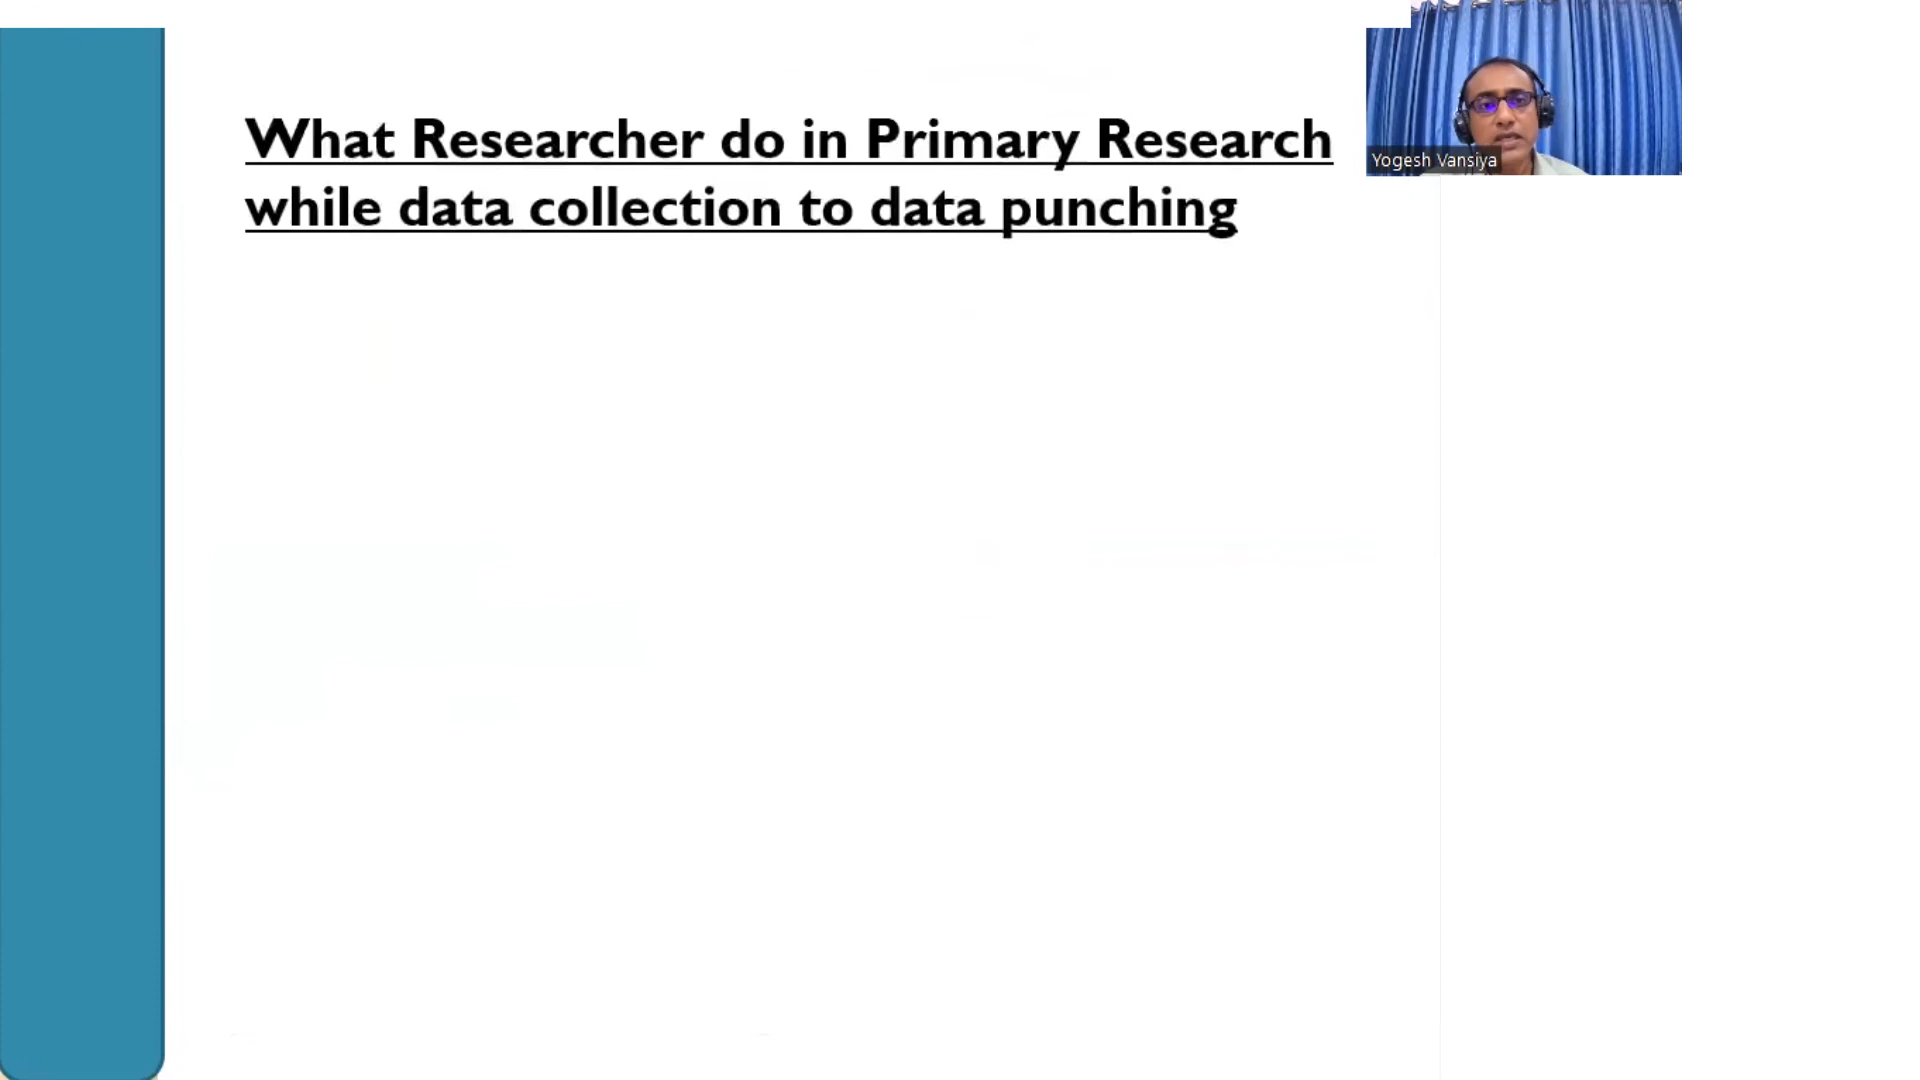 What Researcher do in Primary Research
while data collection to data punching
Yogesh Vansiya